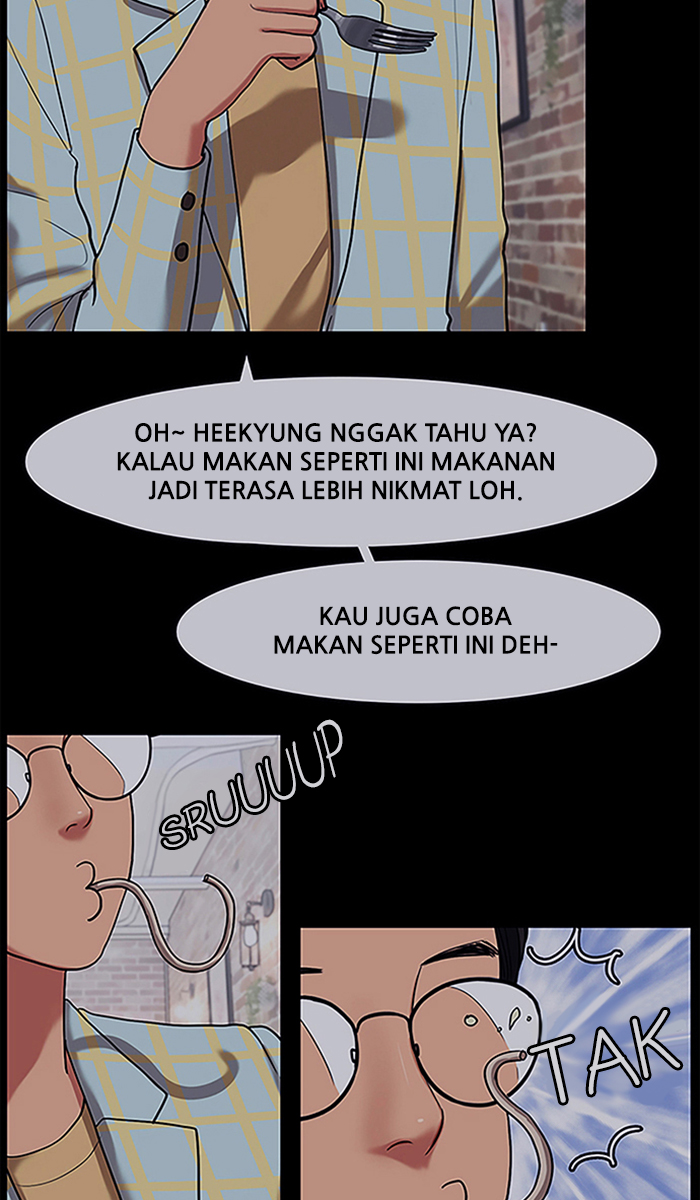 OH~ HEEKYUNG NGGAK TAHU YA?
KALAU MAKAN SEPERTI INI MAKANAN
JADI TERASA LEBIH NIKMAT LOH.
KAU JUGA COBA
MAKAN SEPERTI INI DEH-
SRUUUUP
TAK